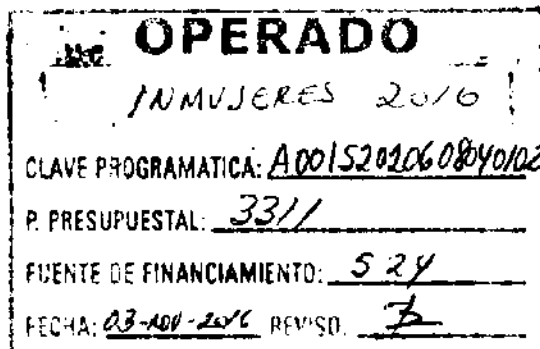 OPERADO
INMUJERES 2016
CLAVE PROGRAMATICA: A00152020608040102
P. PRESUPUESTAL: 3311
FUENTE DE FINANCIAMIENTO: 524
FECHA: 03-NOV-2016 REVISO.